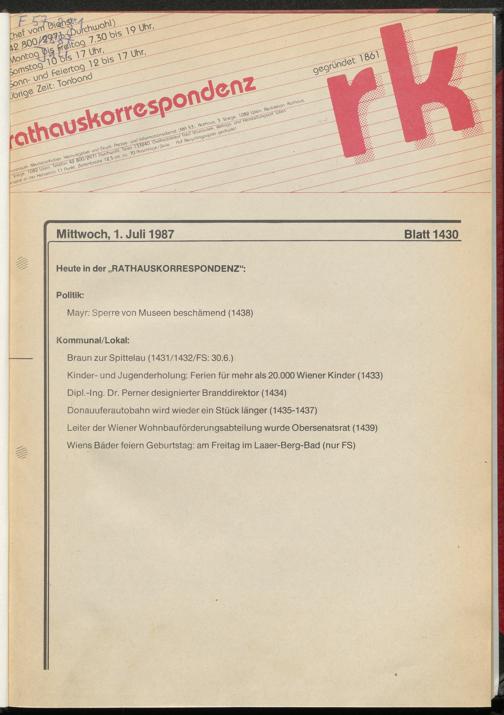 Chef vom Dienst
42 800/2971 (Durchwahl)
Montag bis Freitag 7.30 bis 19 Uhr,
Samstag 10 bis 17 Uhr,
Sonn- und Feiertag 12 bis 17 Uhr,
Übrige Zeit: Tonband
gegründet 1861
rk
rathauskorrespondenz
Mittwoch, 1. Juli 1987 Blatt 1430
Heute in der „RATHAUSKORRESPONDENZ":
Politik:
Mayr: Sperre von Museen beschämend (1438)
Kommunal/Lokal:
Braun zur Spittelau (1431/1432/FS: 30.6.)
Kinder- und Jugenderholung: Ferien für mehr als 20.000 Wiener Kinder (1433)
Dipl.-Ing. Dr. Perner designierter Branddirektor (1434)
Donauuferautobahn wird wieder ein Stück länger (1435-1437)
Leiter der Wiener Wohnbauförderungsabteilung wurde Obersenatsrat (1439)
Wiens Bäder feiern Geburtstag: am Freitag im Laaer-Berg-Bad (nur FS)